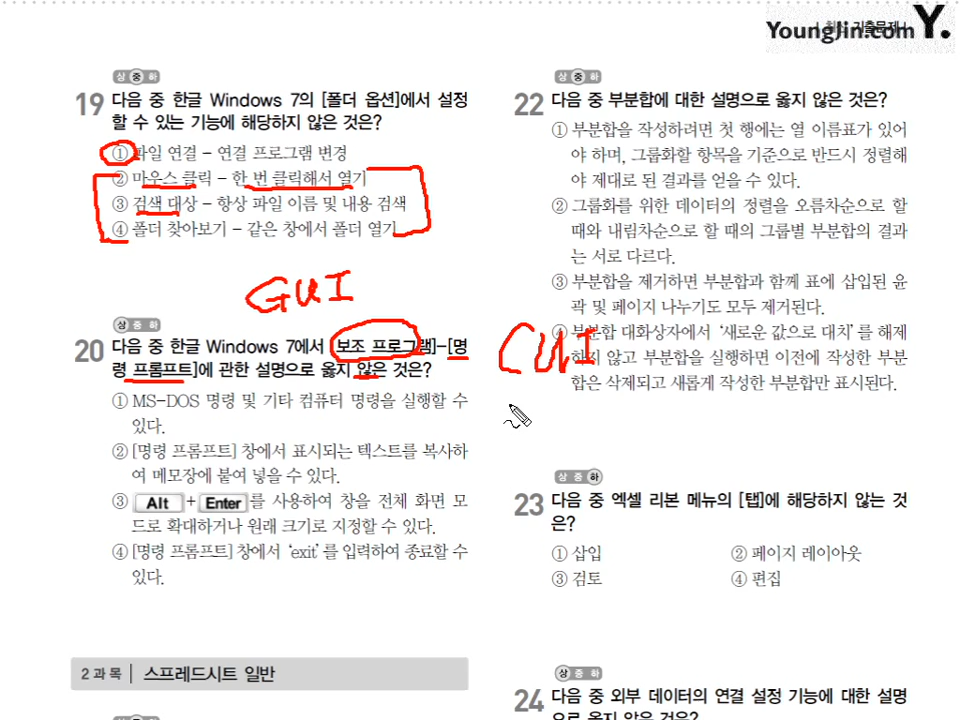 YoungJin.com Y.
기출문제
상 중 하
19 다음 중 한글 Windows 7의 [폴더 옵션]에서 설정
할 수 있는 기능에 해당하지 않은 것은?
① 파일 연결 – 연결 프로그램 변경
② 마우스 클릭 – 한 번 클릭해서 열기
③ 검색 대상 – 항상 파일 이름 및 내용 검색
④ 폴더 찾아보기 – 같은 창에서 폴더 열기
GUI
상 중 하
20 다음 중 한글 Windows 7에서 [보조 프로그램]-[명
령 프롬프트]에 관한 설명으로 옳지 않은 것은?
① MS-DOS 명령 및 기타 컴퓨터 명령을 실행할 수
있다.
② [명령 프롬프트] 창에서 표시되는 텍스트를 복사하
여 메모장에 붙여 넣을 수 있다.
③ Alt + Enter 를 사용하여 창을 전체 화면 모
드로 확대하거나 원래 크기로 지정할 수 있다.
④ [명령 프롬프트] 창에서 ‘exit’를 입력하여 종료할 수
있다.
2과목 스프레드시트 일반
상 중 하
22 다음 중 부분합에 대한 설명으로 옳지 않은 것은?
① 부분합을 작성하려면 첫 행에는 열 이름표가 있어
야 하며, 그룹화할 항목을 기준으로 반드시 정렬해
야 제대로 된 결과를 얻을 수 있다.
② 그룹화를 위한 데이터의 정렬을 오름차순으로 할
때와 내림차순으로 할 때의 그룹별 부분합의 결과
는 서로 다르다.
③ 부분합을 제거하면 부분합과 함께 표에 삽입된 윤
곽 및 페이지 나누기도 모두 제거된다.
④ 부분합 대화상자에서 ‘새로운 값으로 대치’를 해제
하지 않고 부분합을 실행하면 이전에 작성한 부분
합은 삭제되고 새롭게 작성한 부분합만 표시된다.
CUI
상 중 하
23 다음 중 엑셀 리본 메뉴의 [탭]에 해당하지 않는 것
은?
① 삽입 ② 페이지 레이아웃
③ 검토 ④ 편집
상 중 하
24 다음 중 외부 데이터의 연결 설정 기능에 대한 설명
으로 옳지 않은 것은?